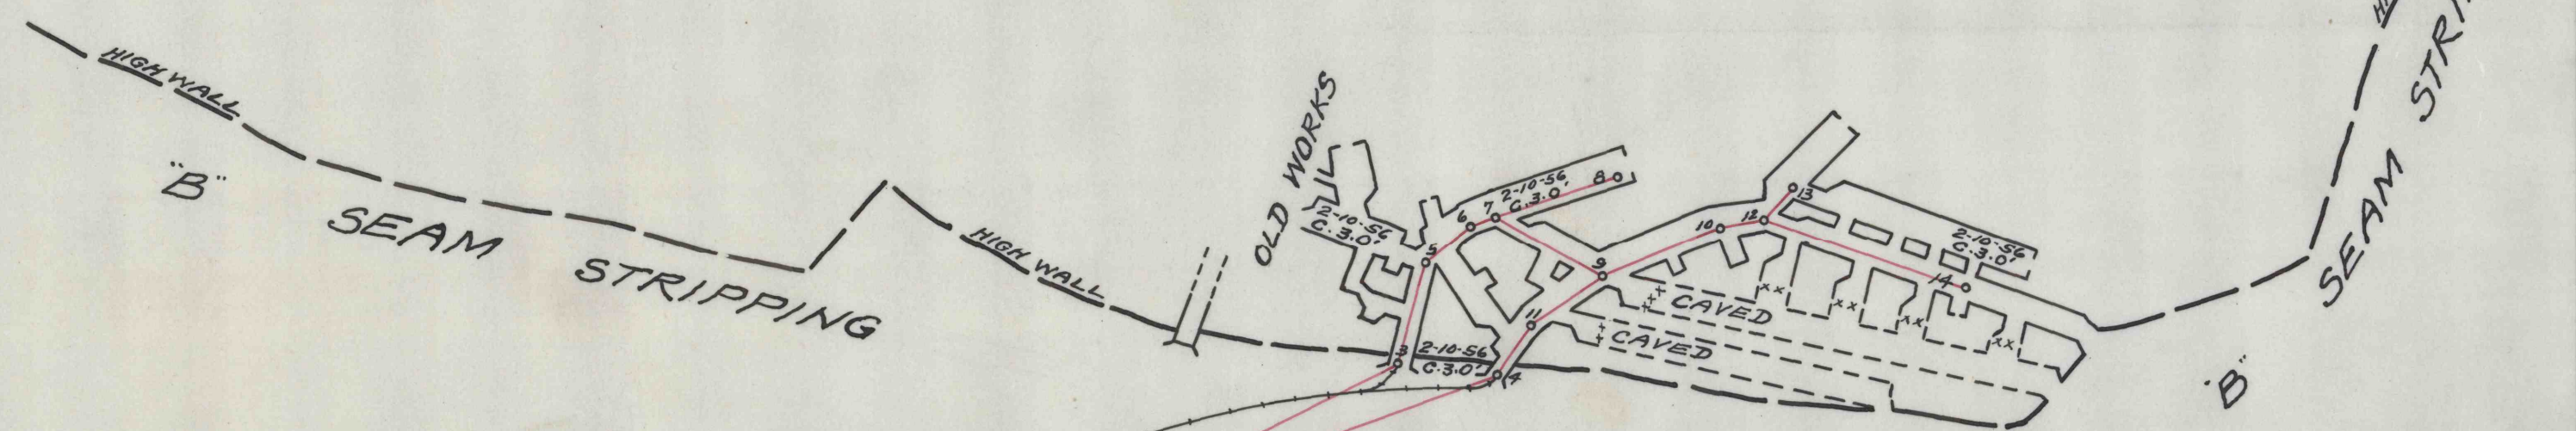 HIGH WALL
"B"
SEAM STRIPPING
HIGH WALL
OLD WORKS
2-10-56
C.3.0'
2-10-56
C.3.0'
2-10-56
C.3.0'
2-10-56
C.3.0'
3
4
5
6
7
8
9
10
11
12
13
14
CAVED
CAVED
SEAM STRI
"B"